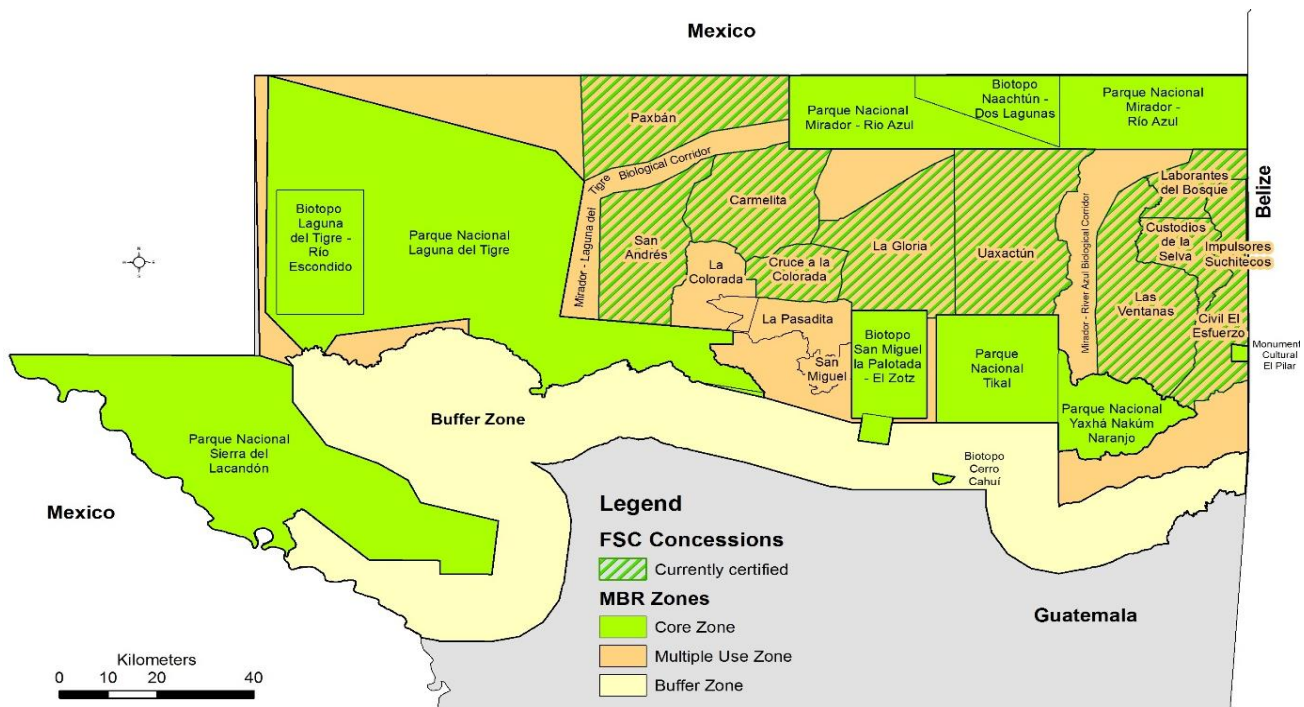 Mexico
Paxbán
Parque Nacional
Mirador - Rio Azul
Biotopo
Naachtún -
Dos Lagunas
Parque Nacional
Mirador -
Río Azul
Belize
Mirador - Laguna del Tigre Biological Corridor
Biotopo
Laguna
del Tigre -
Río
Escondido
Parque Nacional
Laguna del Tigre
San
Andrés
Carmelita
La
Colorada
Cruce a la
Colorada
La Gloria
Uaxactún
Mirador - River Azul Biological Corridor
Laborantes
del Bosque
Custodios
de la
Selva
Impulsores
Suchitecos
Las
Ventanas
Civil El
Esfuerzo
Monument
Cultural
El Pilar
La Pasadita
San
Miguel
Biotopo
San Miguel
la Palotada
- El Zotz
Parque
Nacional
Tikal
Parque Nacional
Yaxhá Nakúm
Naranjo
Buffer Zone
Parque Nacional
Sierra del
Lacandón
Biotopo
Cerro
Cahuí
Mexico
Guatemala
Legend
FSC Concessions
Currently certified
MBR Zones
Core Zone
Multiple Use Zone
Buffer Zone
Kilometers
0 10 20 40